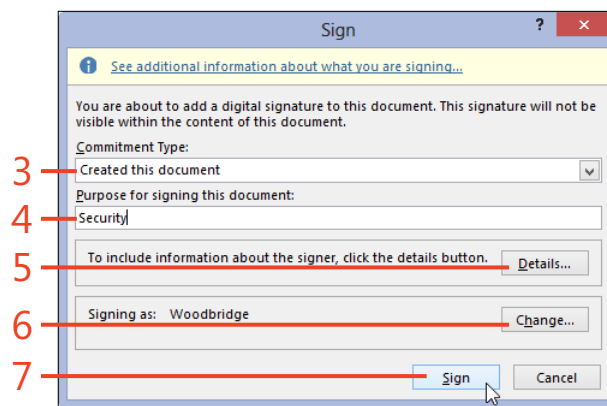 Sign
?
See additional information about what you are signing...
You are about to add a digital signature to this document. This signature will not be
visible within the content of this document.
Commitment Type:
3
Created this document
Purpose for signing this document:
4
Security
To include information about the signer, click the details button.
5
Details...
Signing as: Woodbridge
6
Change...
7
Sign
Cancel